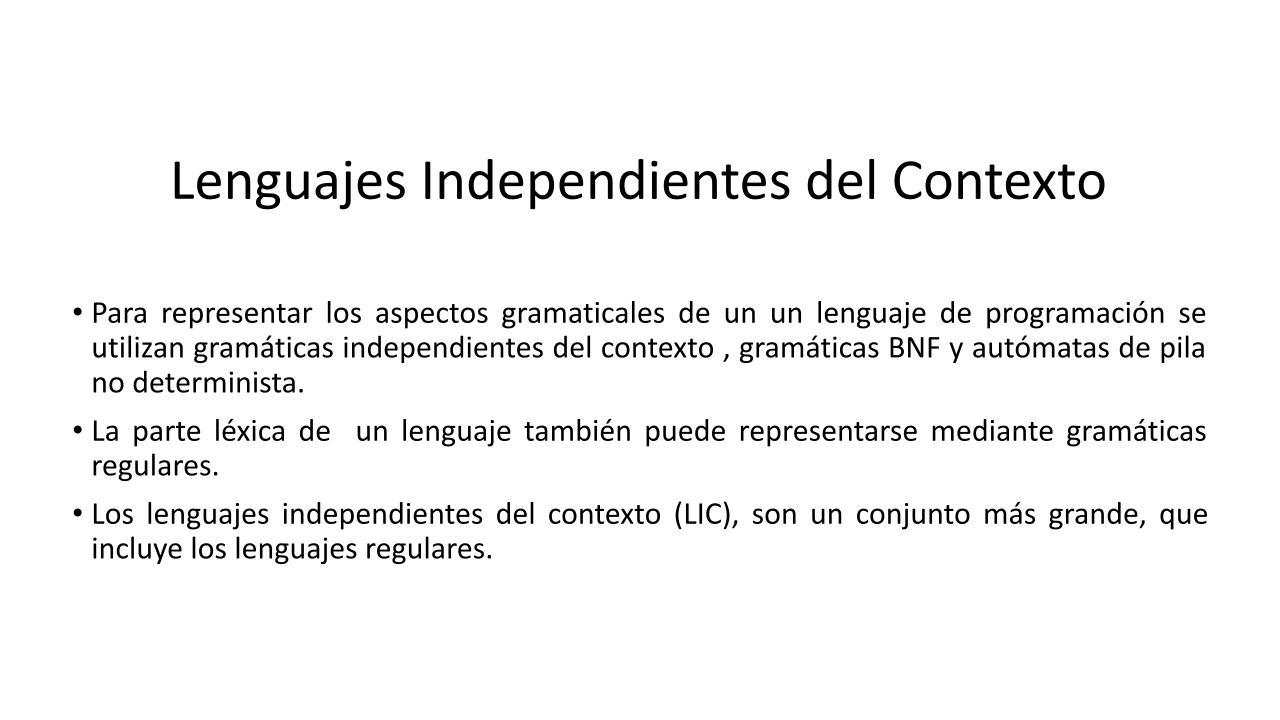 Lenguajes Independientes del Contexto
• Para representar los aspectos gramaticales de un un lenguaje de programación se
utilizan gramáticas independientes del contexto , gramáticas BNF y autómatas de pila
no determinista.
• La parte léxica de  un lenguaje también puede representarse mediante gramáticas
regulares.
• Los lenguajes independientes del contexto (LIC), son un conjunto más grande, que
incluye los lenguajes regulares.